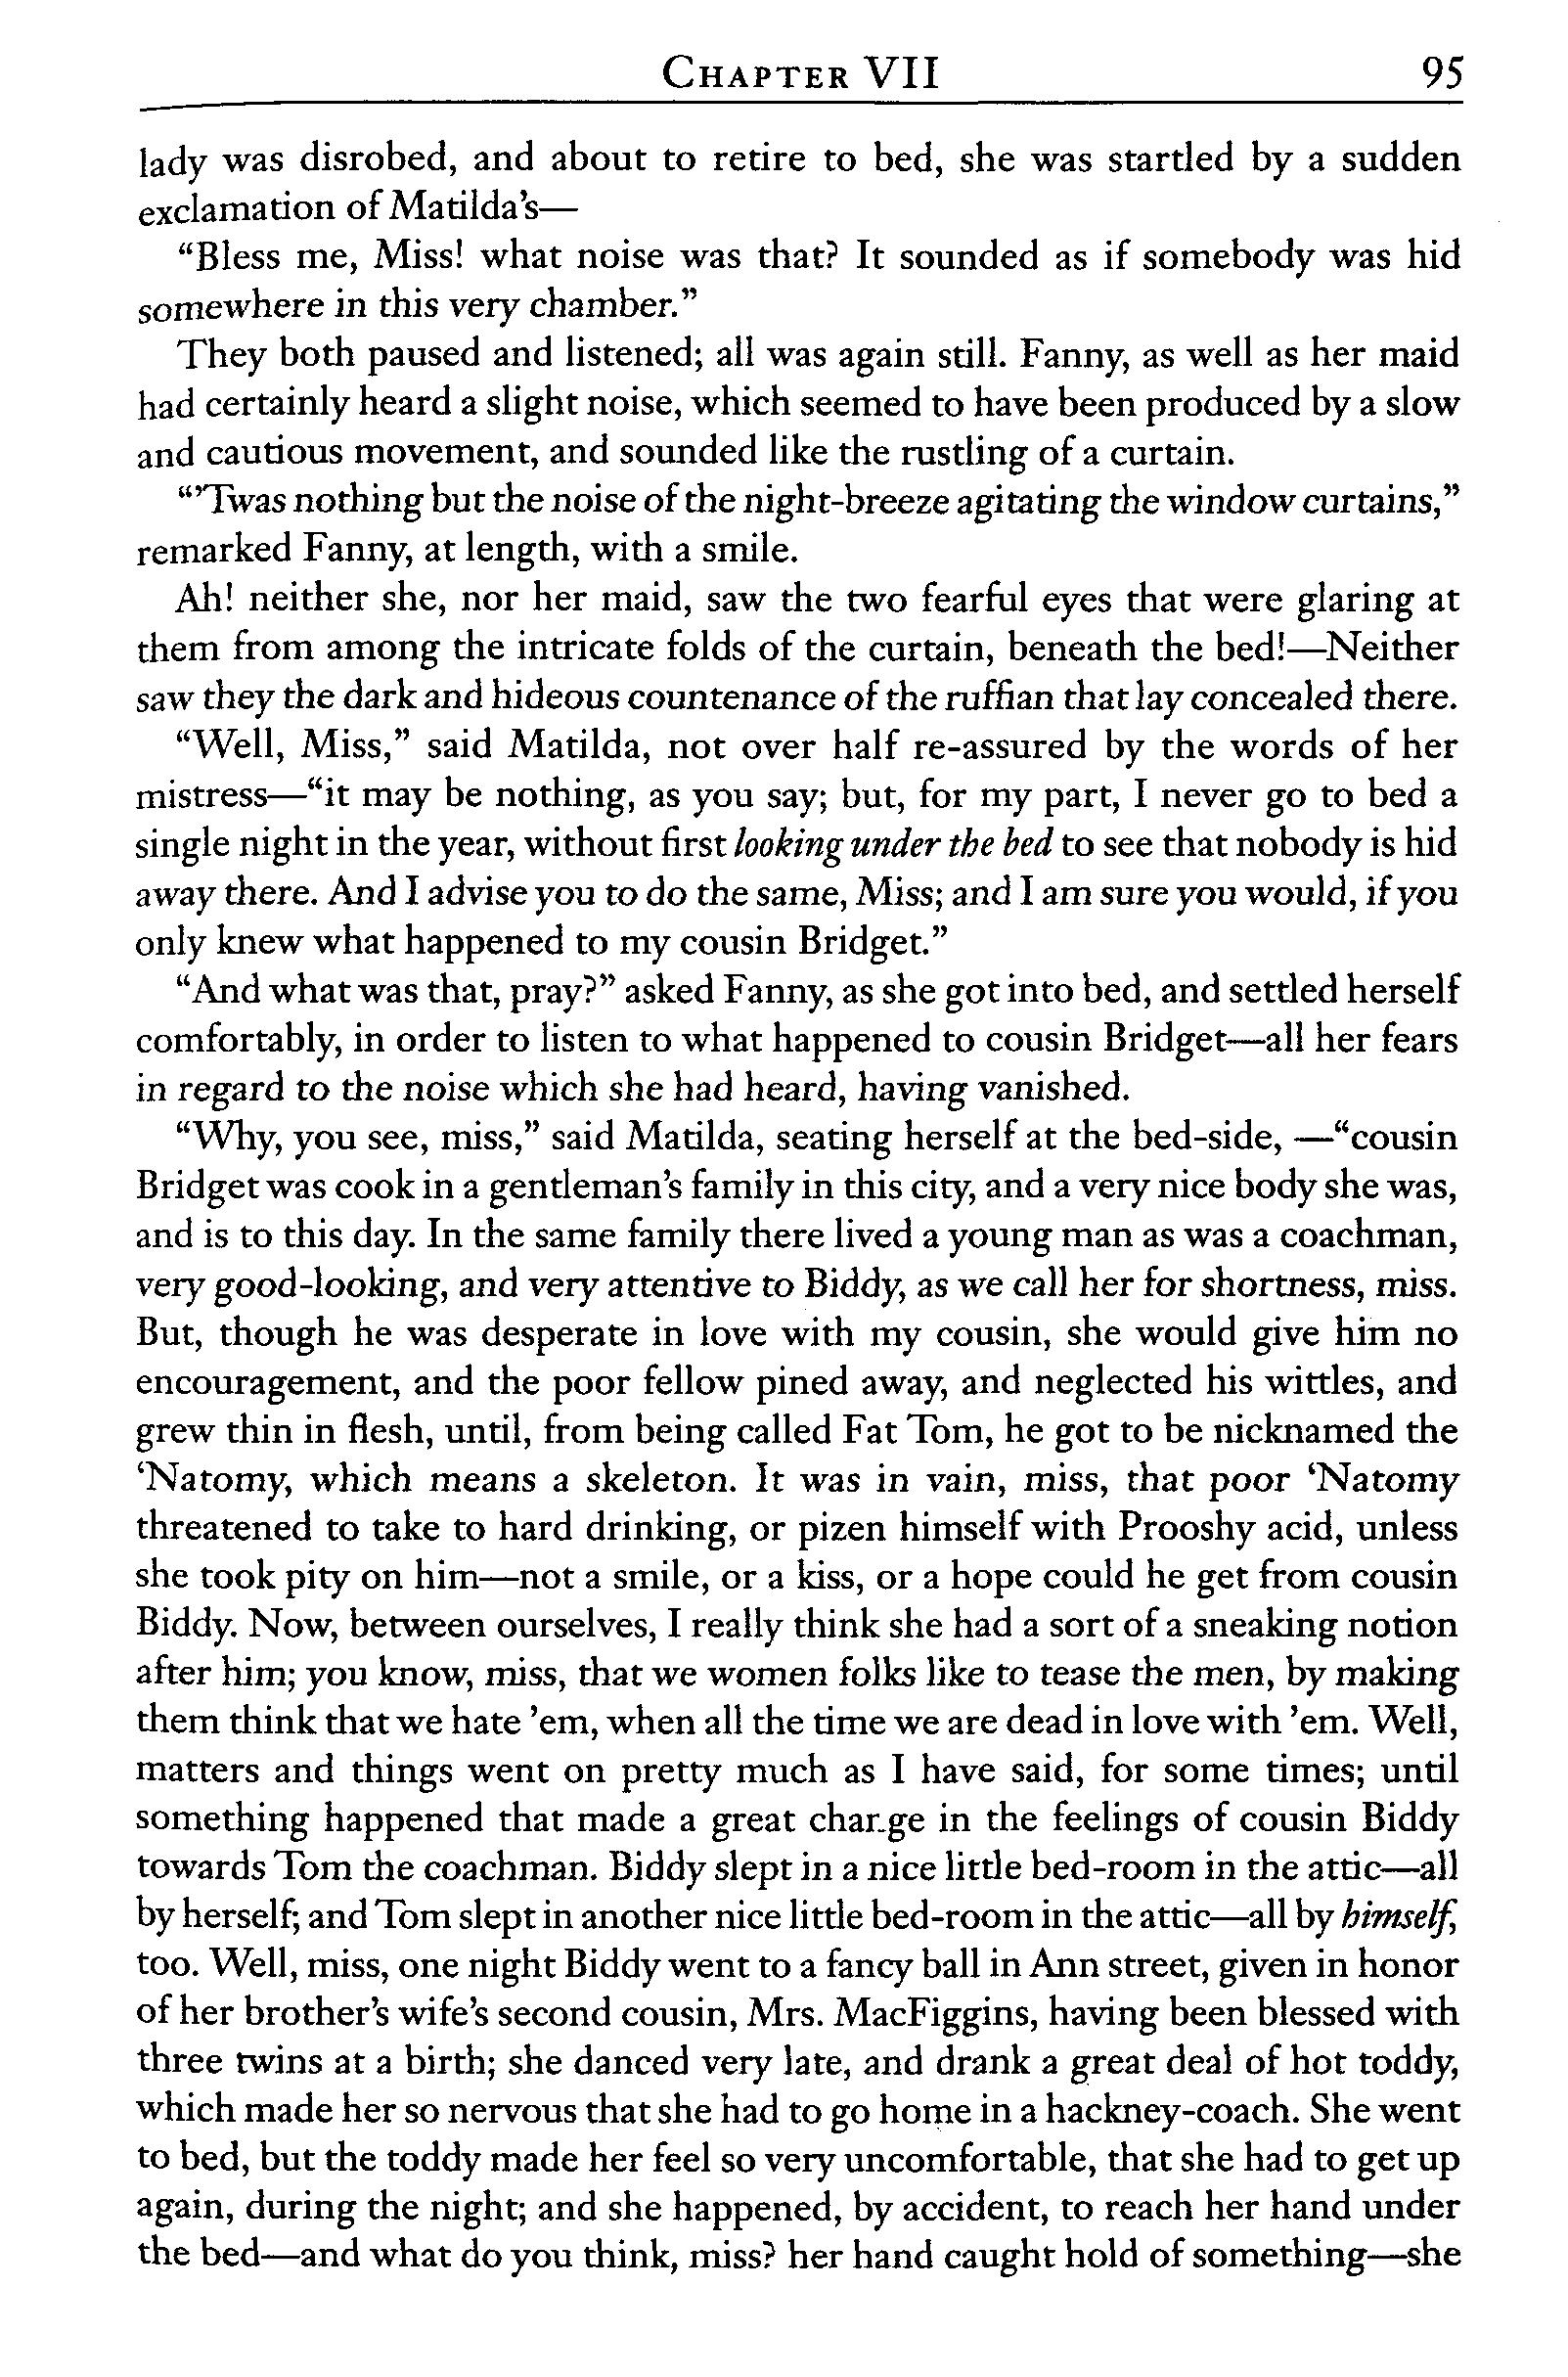 CHAPTER VII 95
lady was disrobed, and about to retire to bed, she was startled by a sudden
exclamation of Matilda's—
“Bless me, Miss! what noise was that? It sounded as if somebody was hid
somewhere in this very chamber.”
They both paused and listened; all was again still. Fanny, as well as her maid
had certainly heard a slight noise, which seemed to have been produced by a slow
and cautious movement, and sounded like the rustling of a curtain.
“’Twas nothing but the noise of the night-breeze agitating the window curtains,”
remarked Fanny, at length, with a smile.
Ah! neither she, nor her maid, saw the two fearful eyes that were glaring at
them from among the intricate folds of the curtain, beneath the bed!—Neither
saw they the dark and hideous countenance of the ruffian that lay concealed there.
“Well, Miss,” said Matilda, not over half re-assured by the words of her
mistress—“it may be nothing, as you say; but, for my part, I never go to bed a
single night in the year, without first looking under the bed to see that nobody is hid
away there. And I advise you to do the same, Miss; and I am sure you would, if you
only knew what happened to my cousin Bridget.”
“And what was that, pray?” asked Fanny, as she got into bed, and settled herself
comfortably, in order to listen to what happened to cousin Bridget—all her fears
in regard to the noise which she had heard, having vanished.
“Why, you see, miss,” said Matilda, seating herself at the bed-side, —“cousin
Bridget was cook in a gentleman's family in this city, and a very nice body she was,
and is to this day. In the same family there lived a young man as was a coachman,
very good-looking, and very attentive to Biddy, as we call her for shortness, miss.
But, though he was desperate in love with my cousin, she would give him no
encouragement, and the poor fellow pined away, and neglected his wittles, and
grew thin in flesh, until, from being called Fat Tom, he got to be nicknamed the
‘Natomy, which means a skeleton. It was in vain, miss, that poor ‘Natomy
threatened to take to hard drinking, or pizen himself with Prooshy acid, unless
she took pity on him—not a smile, or a kiss, or a hope could he get from cousin
Biddy. Now, between ourselves, I really think she had a sort of a sneaking notion
after him; you know, miss, that we women folks like to tease the men, by making
them think that we hate ’em, when all the time we are dead in love with ’em. Well,
matters and things went on pretty much as I have said, for some times; until
something happened that made a great change in the feelings of cousin Biddy
towards Tom the coachman. Biddy slept in a nice little bed-room in the attic—all
by herself; and Tom slept in another nice little bed-room in the attic—all by himself,
too. Well, miss, one night Biddy went to a fancy ball in Ann street, given in honor
of her brother's wife's second cousin, Mrs. MacFiggins, having been blessed with
three twins at a birth; she danced very late, and drank a great deal of hot toddy,
which made her so nervous that she had to go home in a hackney-coach. She went
to bed, but the toddy made her feel so very uncomfortable, that she had to get up
again, during the night; and she happened, by accident, to reach her hand under
the bed—and what do you think, miss? her hand caught hold of something—she